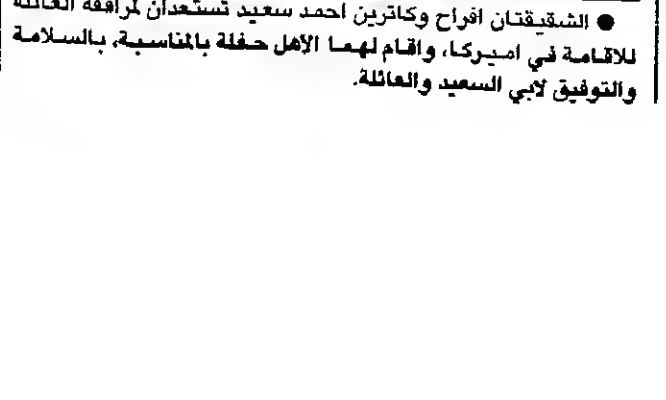 ● الشقيقتان افراح وكاترين احمد سعيد تستعدان لمرافقة العائلة
للاقامة في اميركا، واقام لهما الاهل حفلة بالمناسبة، بالسلامة
والتوفيق لابي السعيد والعائلة.